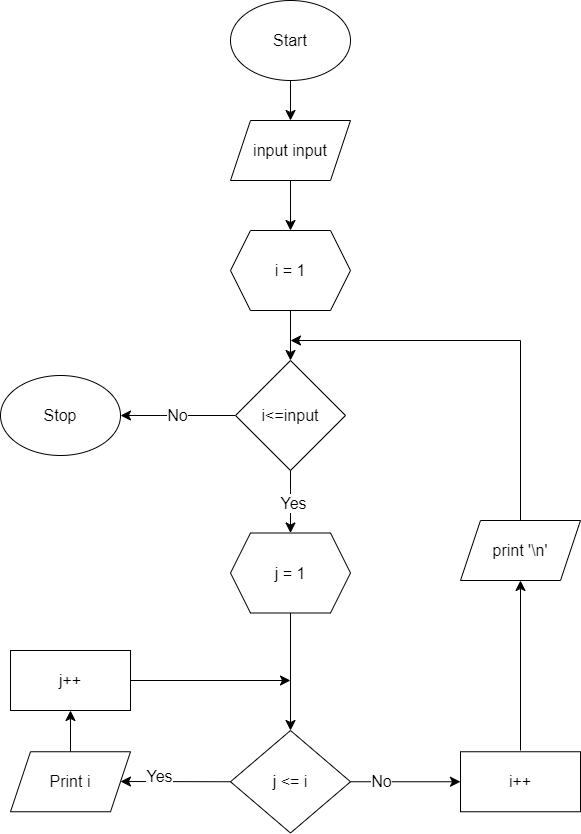 Start
input input
i = 1
i<=input
No
Stop
Yes
j = 1
print '\n'
j++
Print i
Yes
j <= i
No
i++